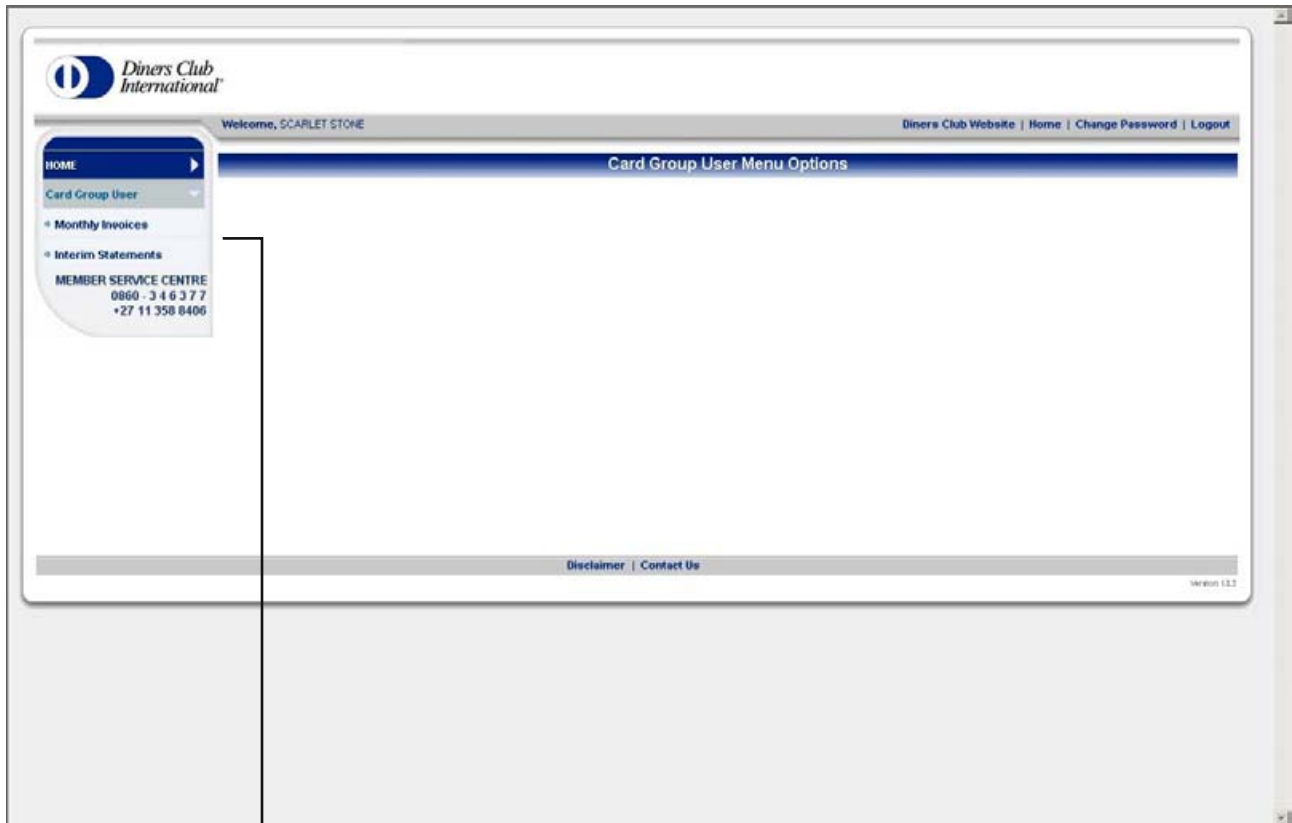 Diners Club
International®
Welcome, SCARLET STONE
Diners Club Website | Home | Change Password | Logout
HOME
Card Group User Menu Options
Card Group User
Monthly Invoices
Interim Statements
MEMBER SERVICE CENTRE
0860 - 3 4 6 3 7 7
+27 11 358 8406
Disclaimer | Contact Us